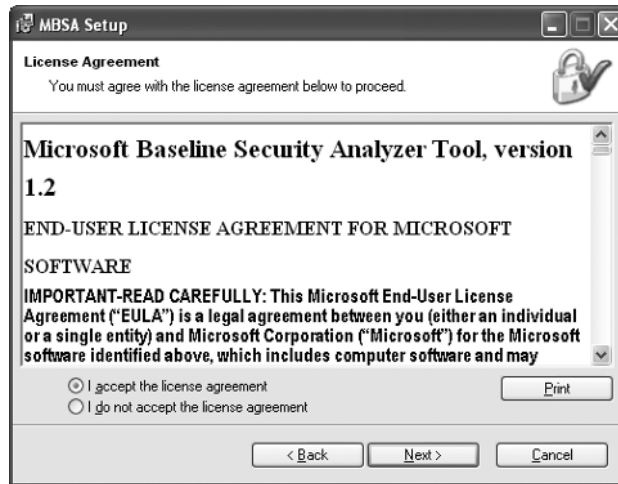 MBSA Setup
License Agreement
You must agree with the license agreement below to proceed.
Microsoft Baseline Security Analyzer Tool, version
1.2
END-USER LICENSE AGREEMENT FOR MICROSOFT
SOFTWARE
IMPORTANT-READ CAREFULLY: This Microsoft End-User License
Agreement ("EULA") is a legal agreement between you (either an individual
or a single entity) and Microsoft Corporation ("Microsoft") for the Microsoft
software identified above, which includes computer software and may
I accept the license agreement
Print
I do not accept the license agreement
< Back
Next >
Cancel